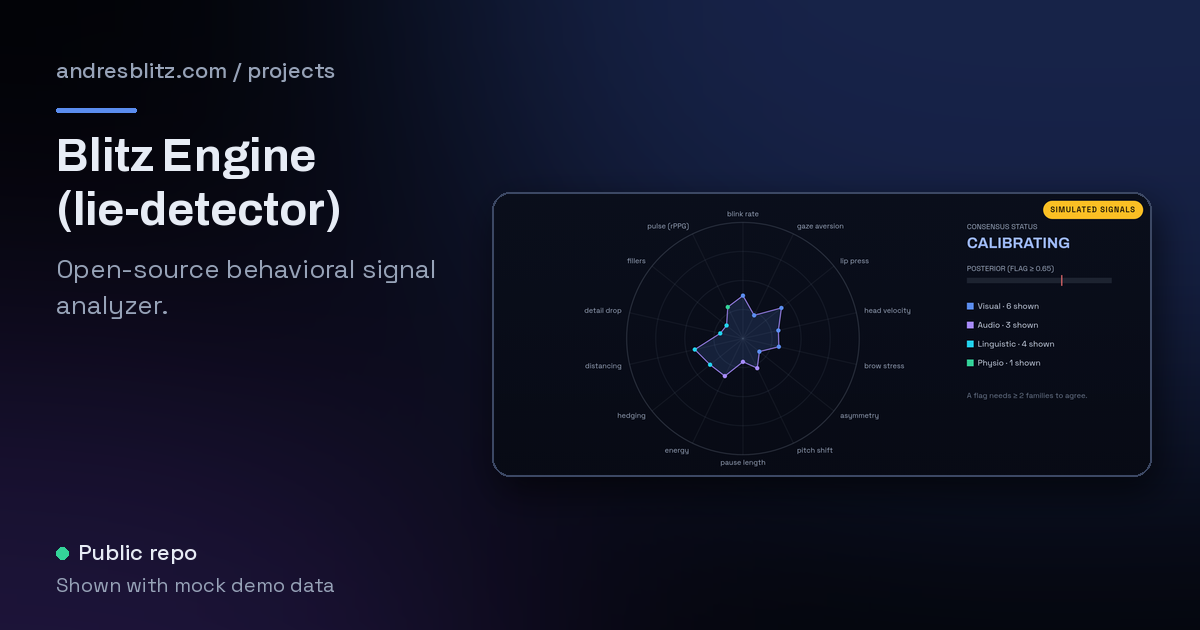 andresblitz.com / projects
Blitz Engine
(lie-detector)
Open-source behavioral signal
analyzer.
Public repo
Shown with mock demo data
SIMULATED SIGNALS
blink rate
gaze aversion
lip press
head velocity
brow stress
asymmetry
pitch shift
pause length
energy
hedging
distancing
detail drop
fillers
pulse (rPPG)
CONSENSUS STATUS
CALIBRATING
POSTERIOR (FLAG ≥ 0.65)
Visual · 6 shown
Audio · 3 shown
Linguistic · 4 shown
Physio · 1 shown
A flag needs ≥ 2 families to agree.